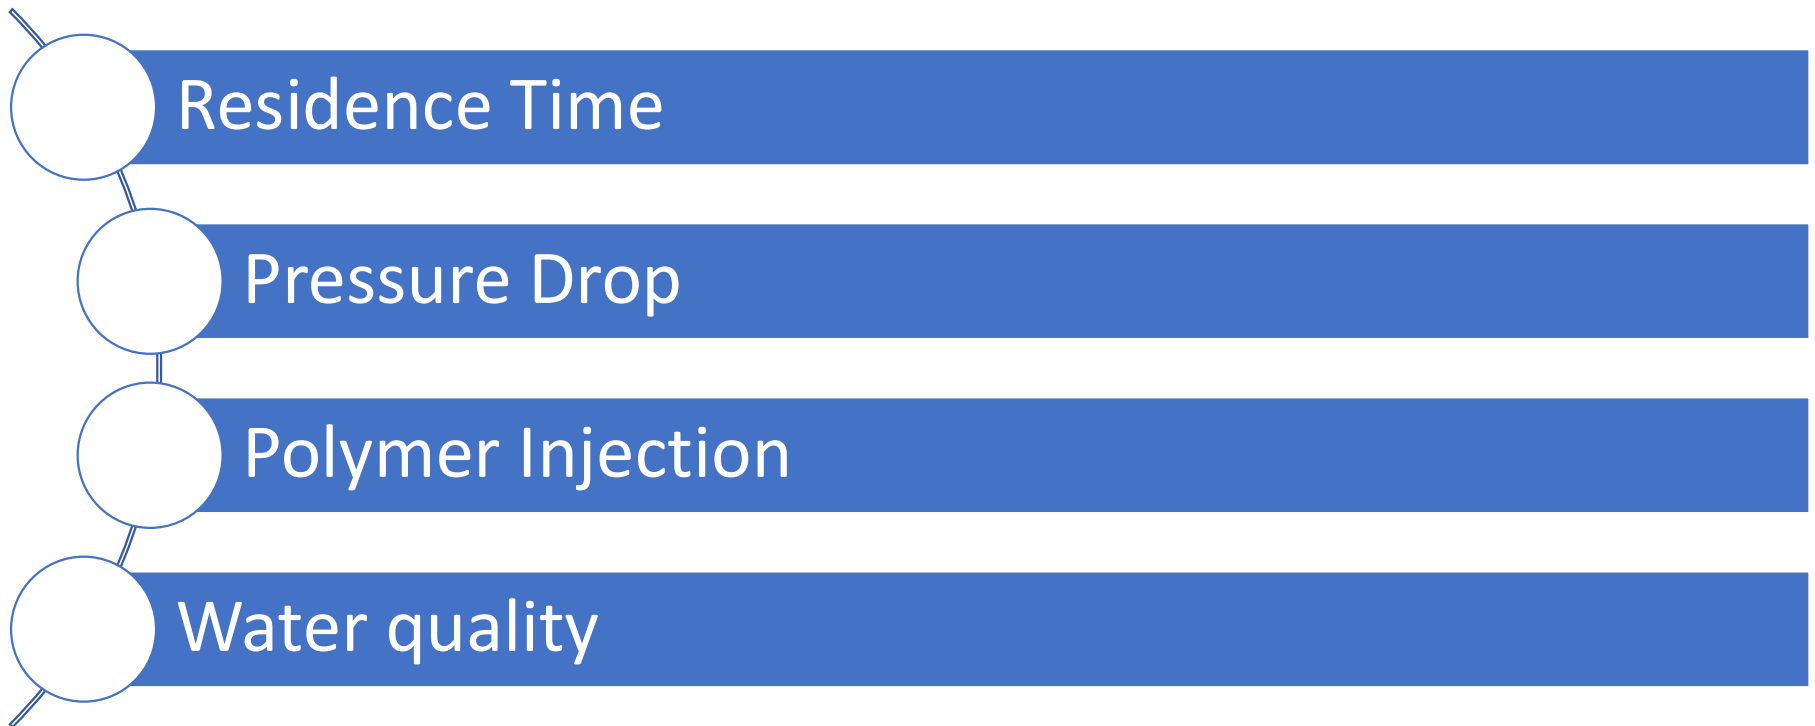 Residence Time
Pressure Drop
Polymer Injection
Water quality